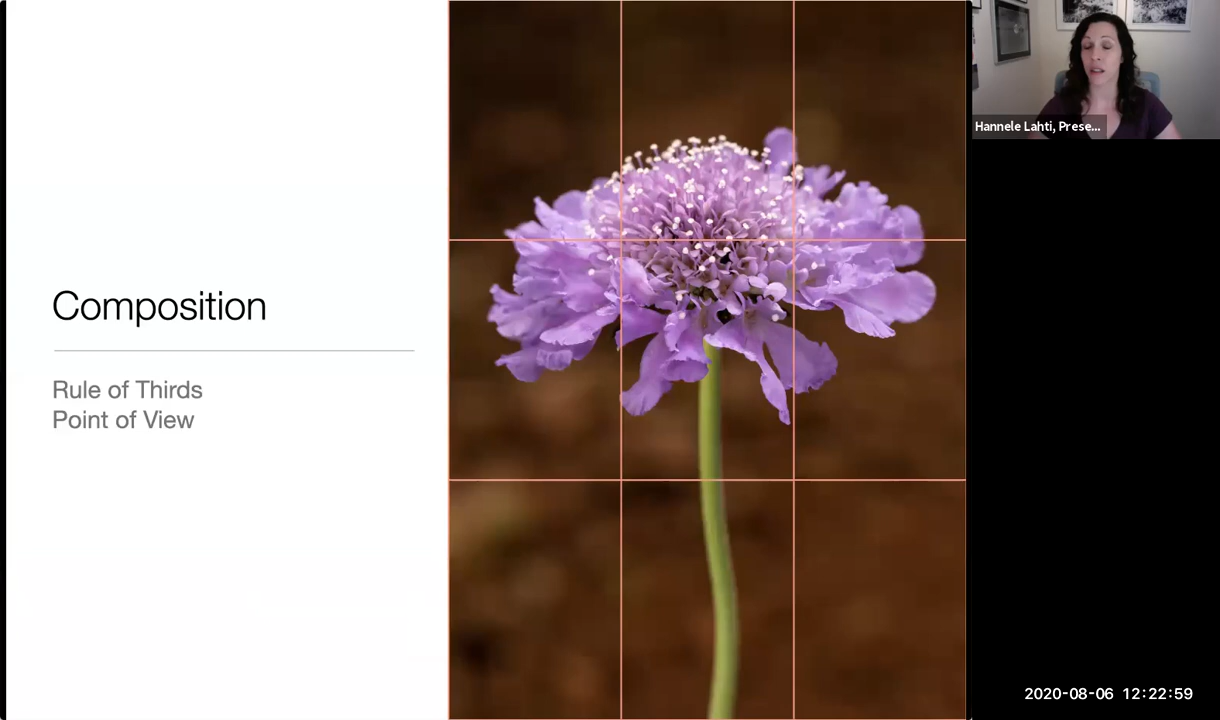 Composition
Rule of Thirds
Point of View
Hannele Lahti, Prese...
2020-08-06 12:22:59